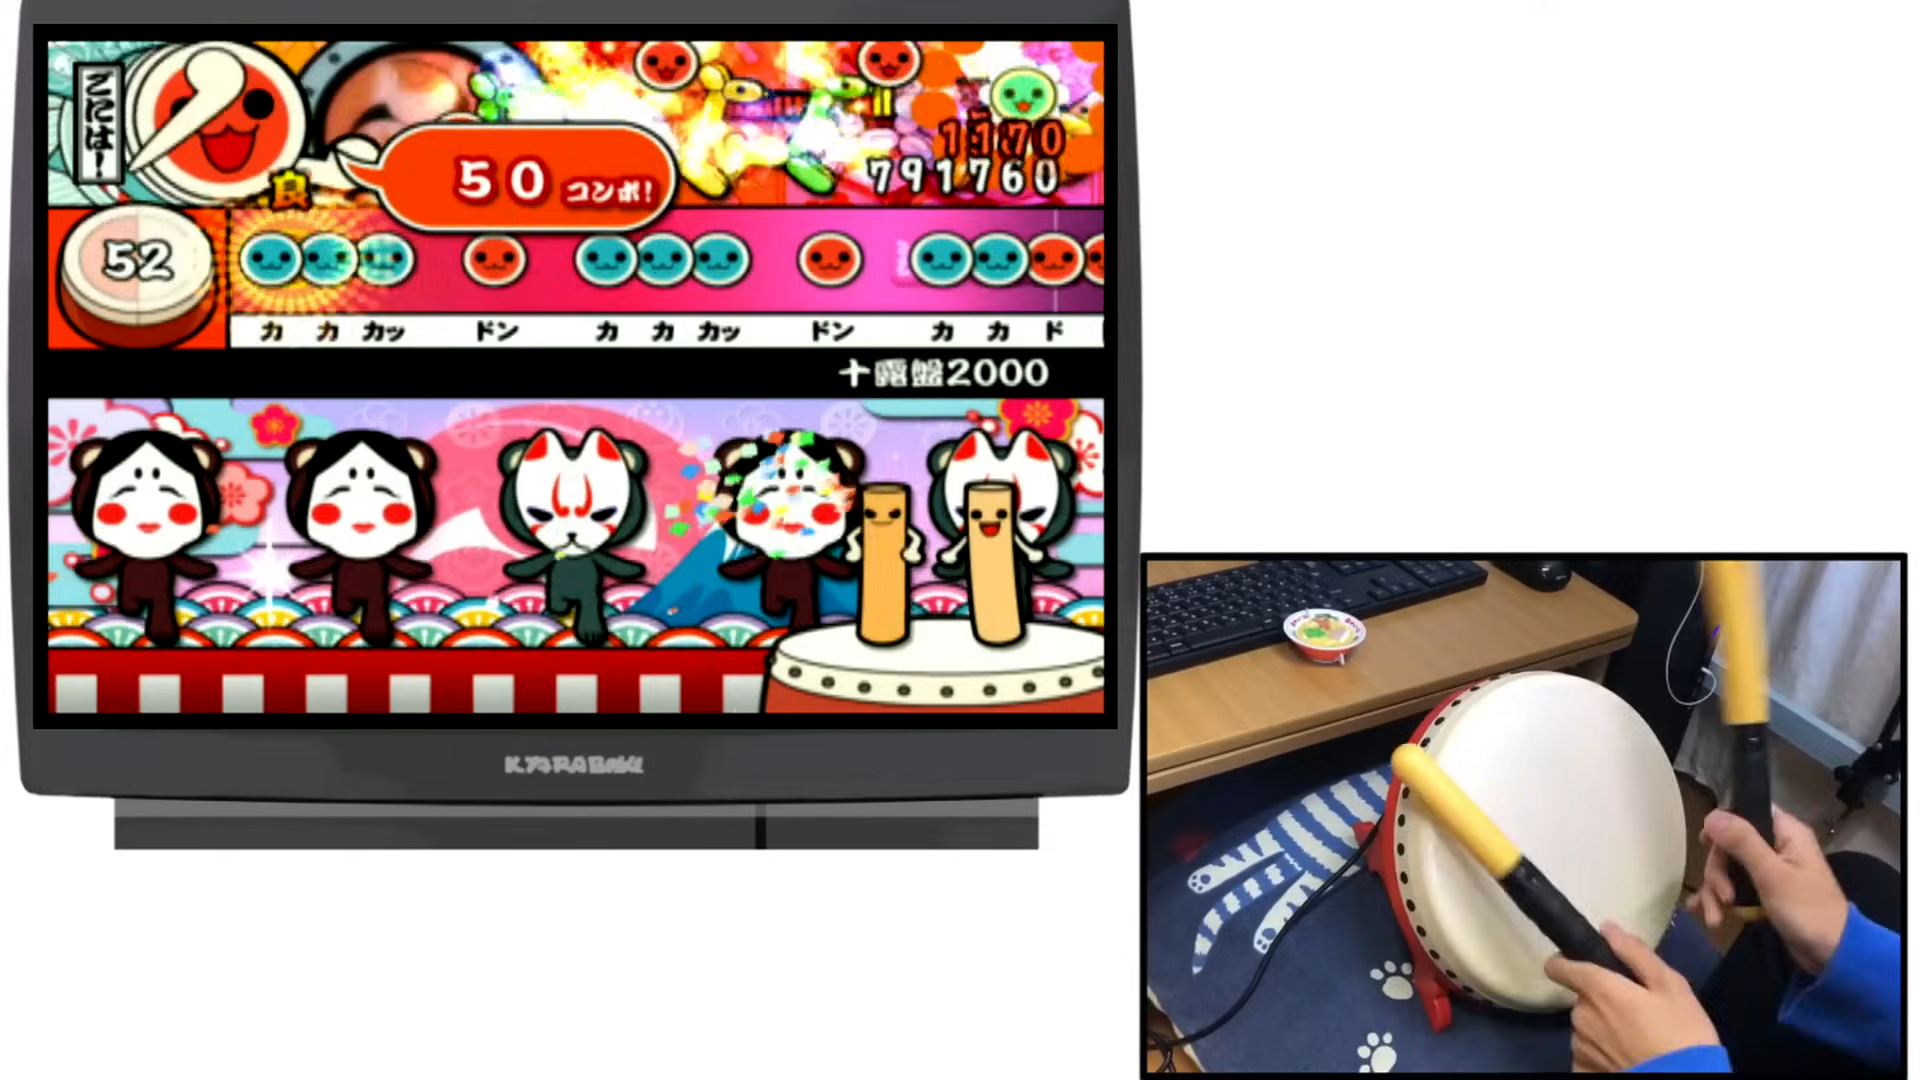 こには!
1170
791760
50 コンボ!
良
52
カ カ カッ ドン カ カ カッ ドン カ カ ド
十露盤2000